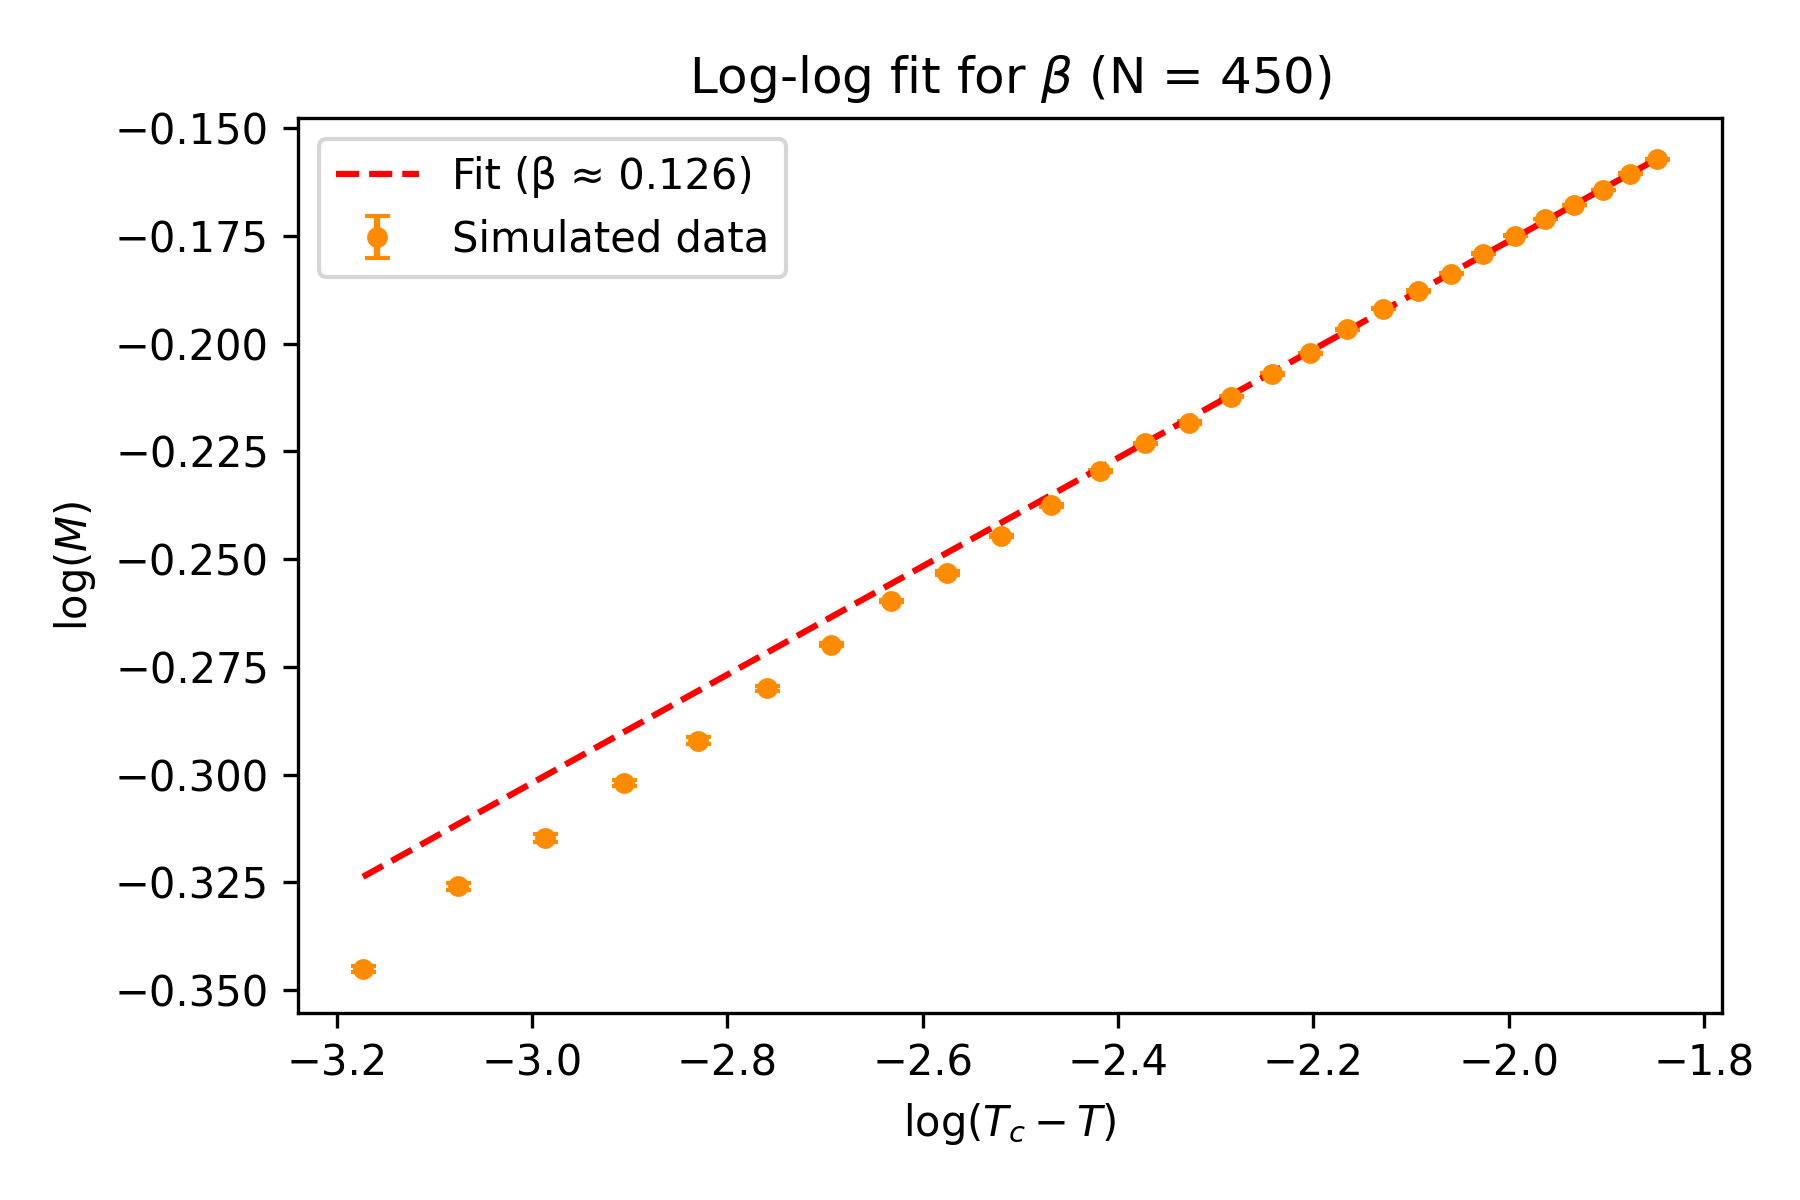 Log-log fit for β (N = 450)
Fit (β ≈ 0.126)
Simulated data
−0.150
−0.175
−0.200
−0.225
−0.250
−0.275
−0.300
−0.325
−0.350
log(M)
−3.2 −3.0 −2.8 −2.6 −2.4 −2.2 −2.0 −1.8
log(T_c − T)